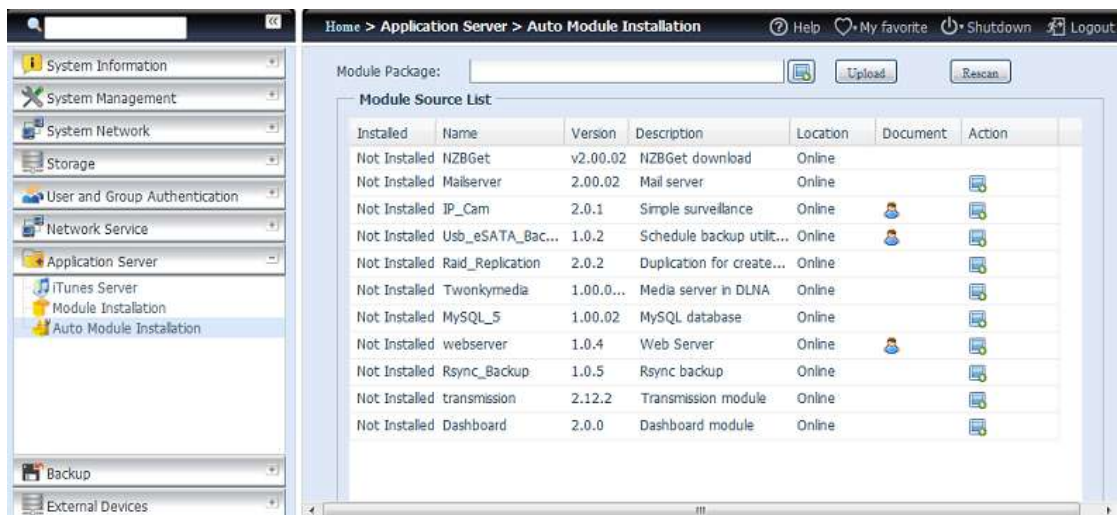 Home > Application Server > Auto Module Installation Help My favorite Shutdown Logout
System Information
System Management
System Network
Storage
User and Group Authentication
Network Service
Application Server
iTunes Server
Module Installation
Auto Module Installation
Backup
External Devices
Module Package: Upload Rescan
Module Source List
Installed Name Version Description Location Document Action
Not Installed NZBGet v2.00.02 NZBGet download Online
Not Installed Mailserver 2.00.02 Mail server Online
Not Installed IP_Cam 2.0.1 Simple surveillance Online
Not Installed Usb_eSATA_Bac... 1.0.2 Schedule backup utilit... Online
Not Installed Raid_Replication 2.0.2 Duplication for create... Online
Not Installed Twonkymedia 1.00.0... Media server in DLNA Online
Not Installed MySQL_5 1.00.02 MySQL database Online
Not Installed webserver 1.0.4 Web Server Online
Not Installed Rsync_Backup 1.0.5 Rsync backup Online
Not Installed transmission 2.12.2 Transmission module Online
Not Installed Dashboard 2.0.0 Dashboard module Online